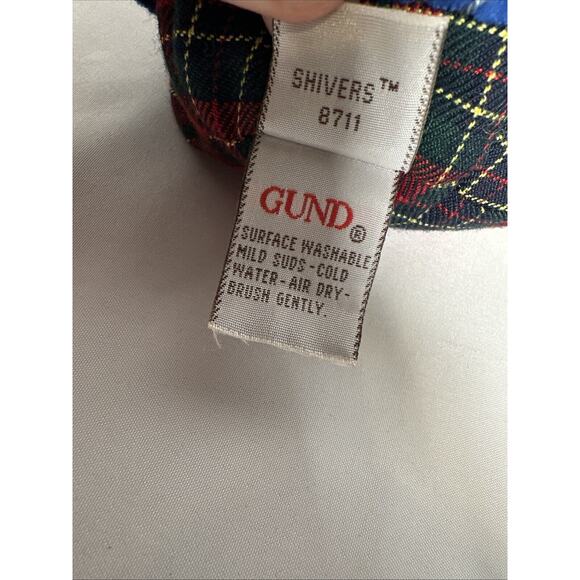 SHIVERS™
8711
GUND®
SURFACE WASHABLE
MILD SUDS-COLD
WATER-AIR DRY-
BRUSH GENTLY.